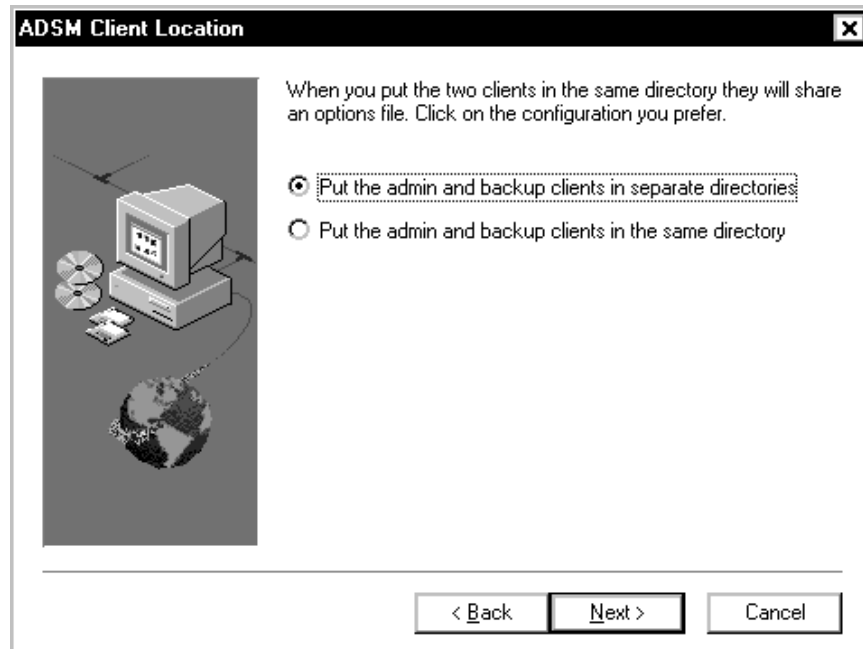 ADSM Client Location
When you put the two clients in the same directory they will share
an options file. Click on the configuration you prefer.
Put the admin and backup clients in separate directories
Put the admin and backup clients in the same directory
< Back
Next >
Cancel